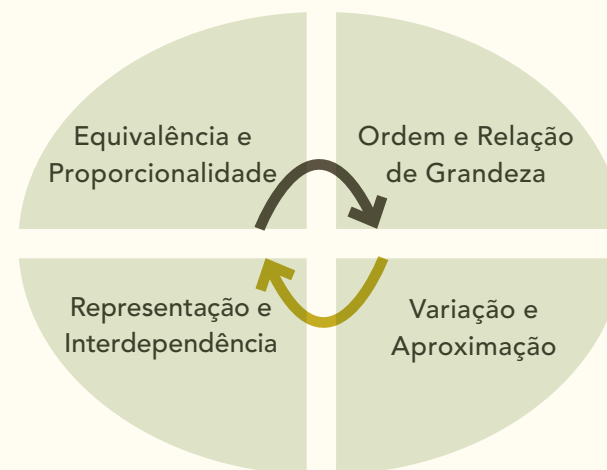 Equivalência e
Proporcionalidade
Ordem e Relação
de Grandeza
Representação e
Interdependência
Variação e
Aproximação